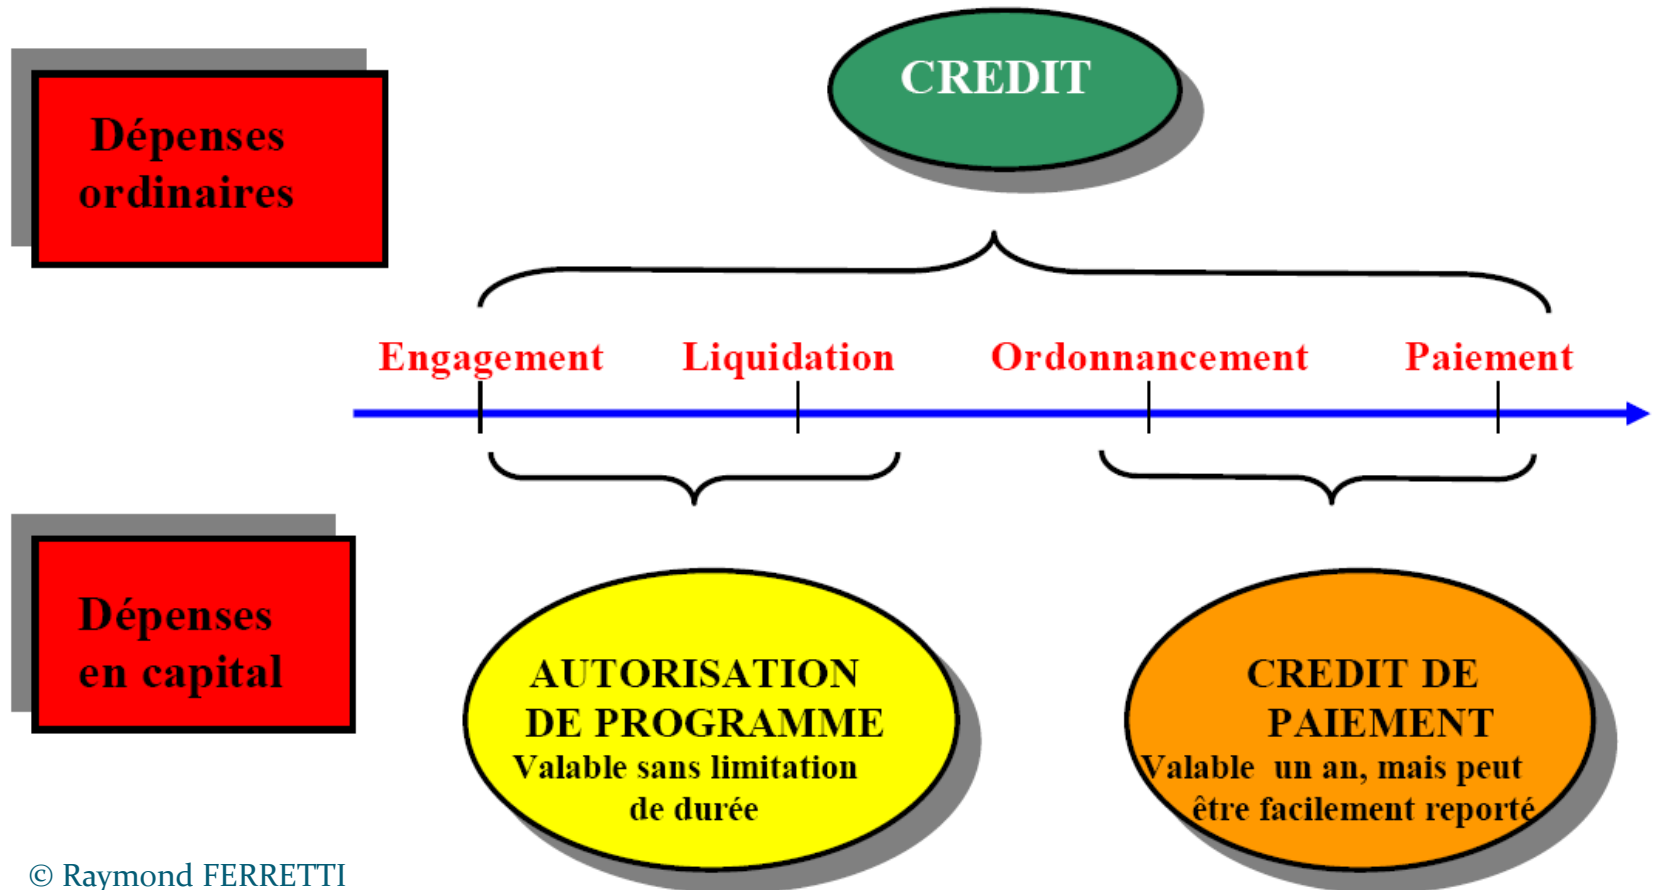 CREDIT
Dépenses
ordinaires
Engagement
Liquidation
Ordonnancement
Paiement
Dépenses
en capital
AUTORISATION
DE PROGRAMME
Valable sans limitation
de durée
CREDIT DE
PAIEMENT
Valable un an, mais peut
être facilement reporté
© Raymond FERRETTI